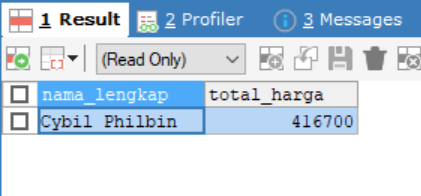 1 Result 2 Profiler 3 Messages
(Read Only)
nama_lengkap total_harga
Cybil Philbin 416700